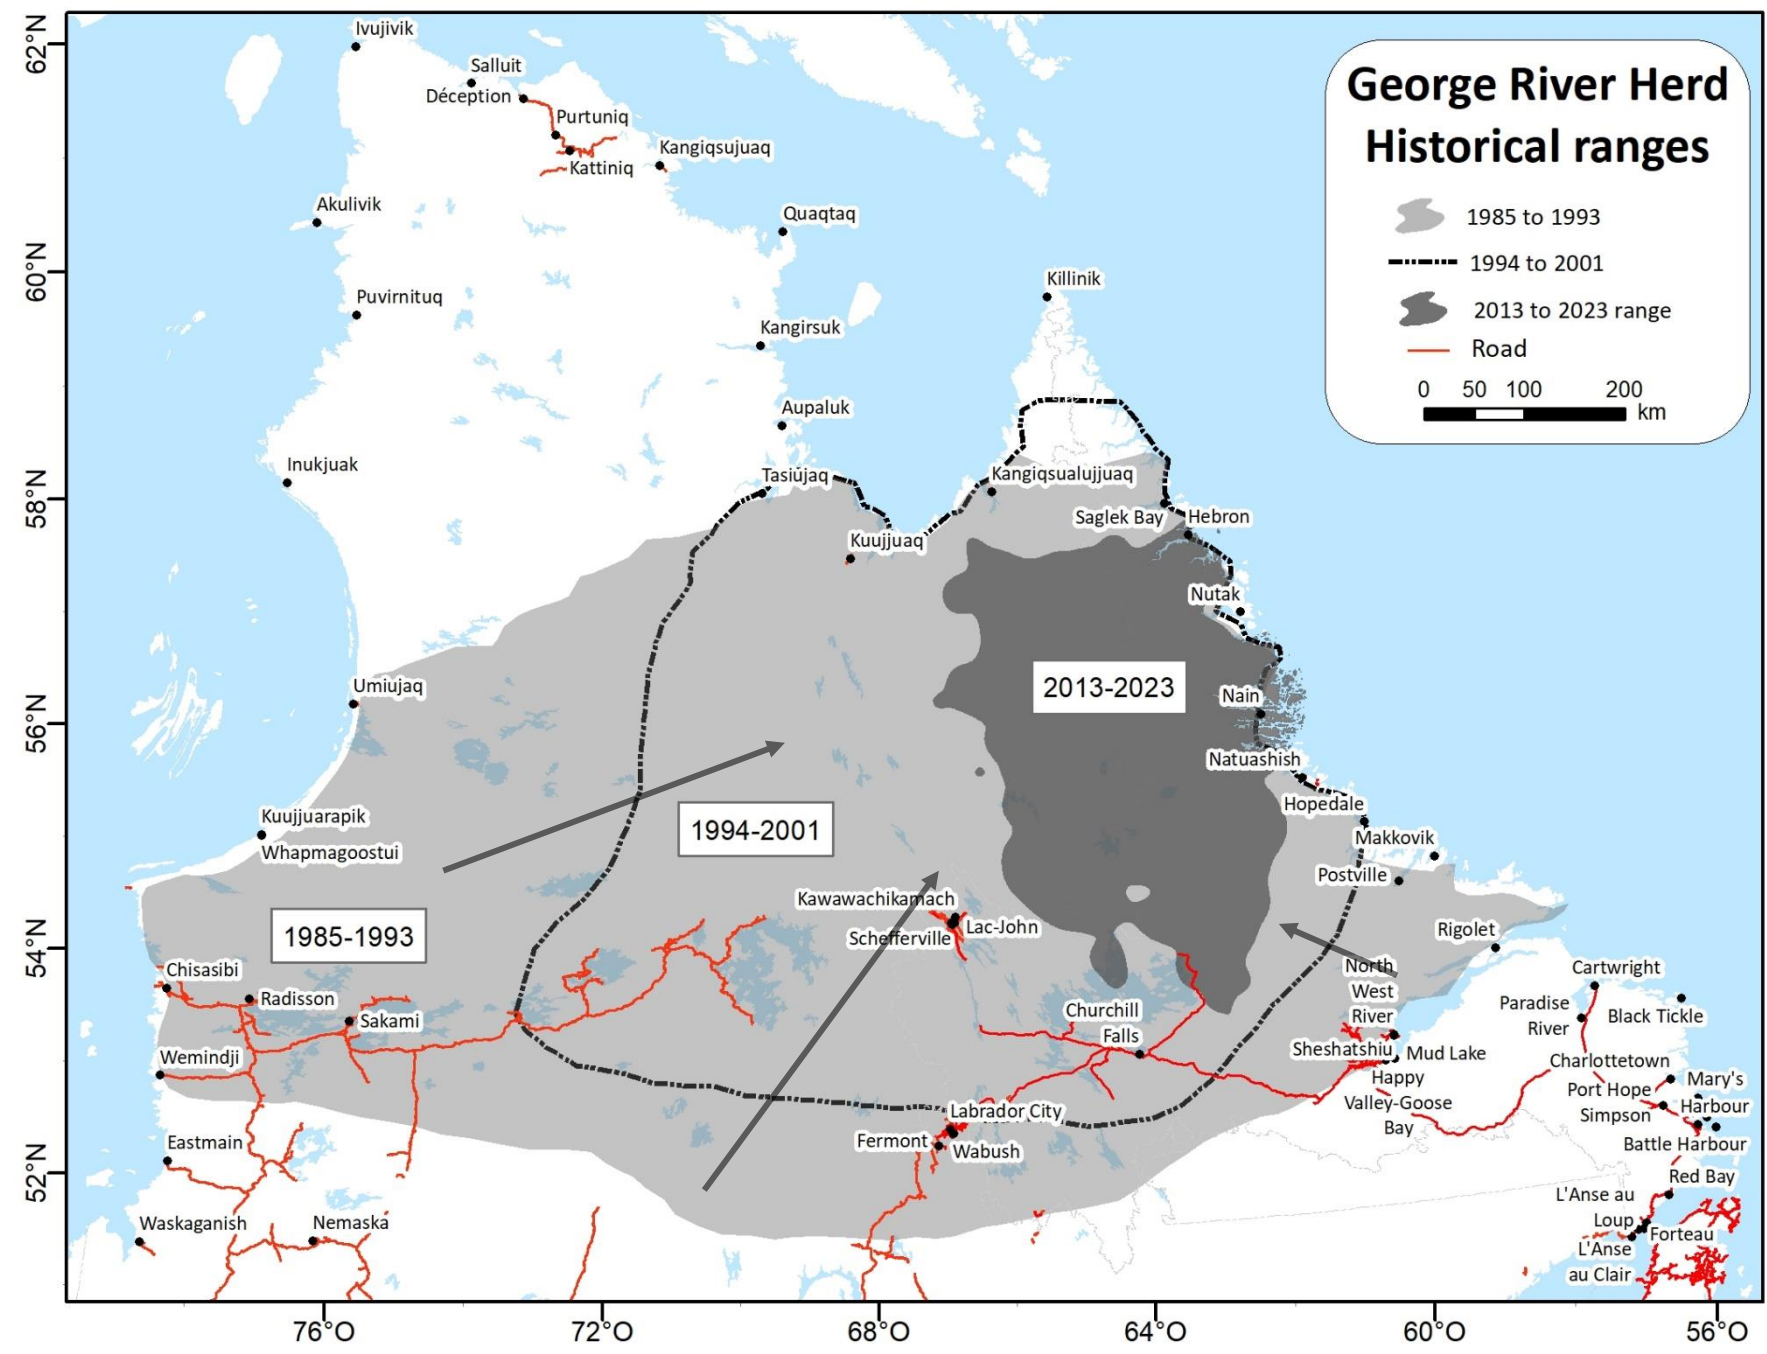 George River Herd
Historical ranges
1985 to 1993
1994 to 2001
2013 to 2023 range
Road
0 50 100 200
km
62°N
60°N
58°N
56°N
54°N
52°N
76°O
72°O
68°O
64°O
60°O
56°O
Ivujivik
Salluit
Déception
Purtuniq
Kattiniq
Kangiqsujuaq
Akulivik
Quaqtaq
Puvirnituq
Killinik
Kangirsuk
Aupaluk
Inukjuak
Tasiujaq
Kangiqsualujjuaq
Saglek Bay
Hebron
Kuujjuaq
Nutak
Umiujaq
2013-2023
Nain
Natuashish
Hopedale
Kuujjuarapik
Whapmagoostui
1994-2001
Makkovik
Postville
Kawawachikamach
Lac-John
Schefferville
1985-1993
Rigolet
Chisasibi
Radisson
Sakami
North
West
River
Cartwright
Paradise
River
Black Tickle
Churchill
Falls
Wemindji
Sheshatshiu
Mud Lake
Happy
Valley-Goose
Bay
Charlottetown
Port Hope
Simpson
Mary's
Harbour
Labrador City
Fermont
Wabush
Eastmain
Battle Harbour
Red Bay
Waskaganish
Nemaska
L'Anse au
Loup
Forteau
L'Anse
au Clair